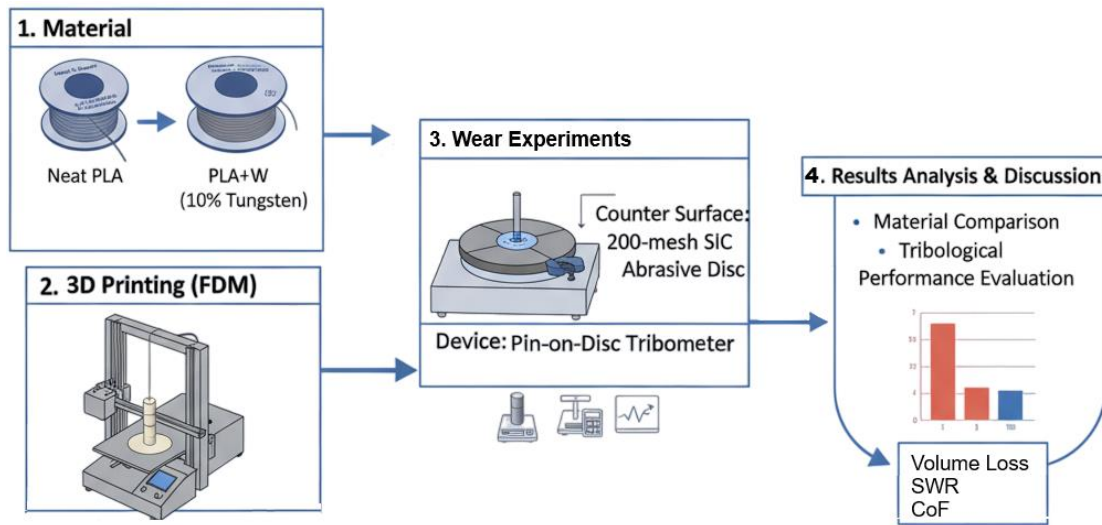 1. Material
Neat PLA
PLA+W
(10% Tungsten)
2. 3D Printing (FDM)
3. Wear Experiments
Counter Surface:
200-mesh SiC
Abrasive Disc
Device: Pin-on-Disc Tribometer
4. Results Analysis & Discussion
• Material Comparison
• Tribological
Performance Evaluation
Volume Loss
SWR
CoF